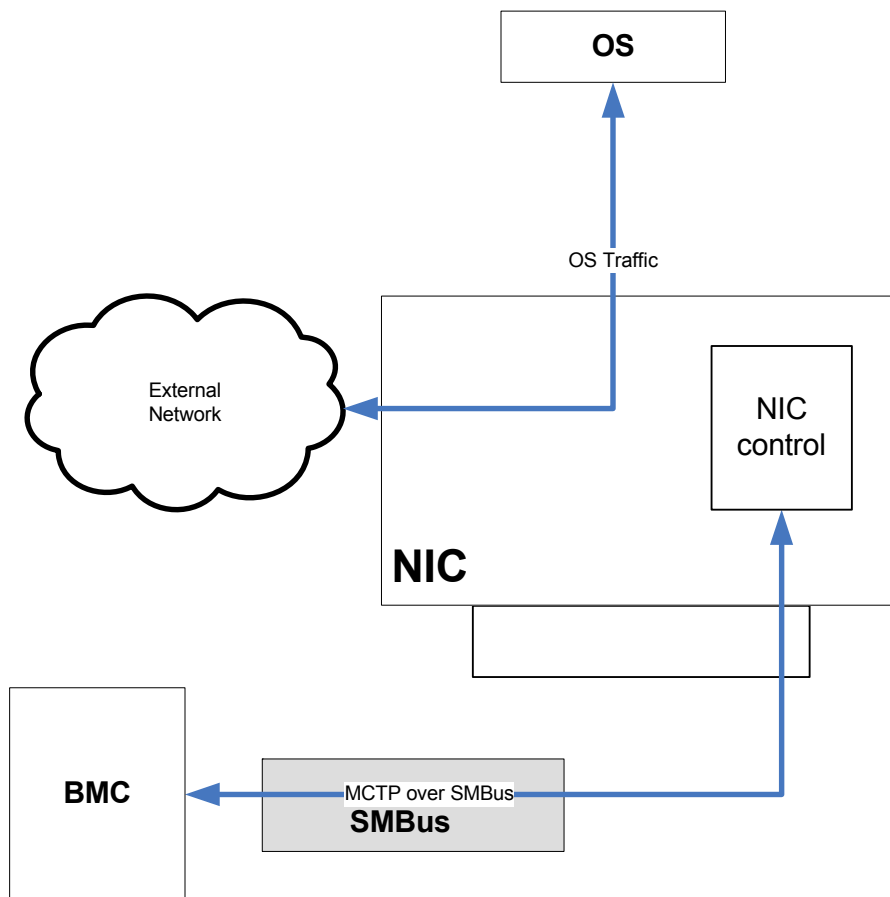 OS
OS Traffic
External
Network
NIC
control
NIC
BMC
MCTP over SMBus
SMBus